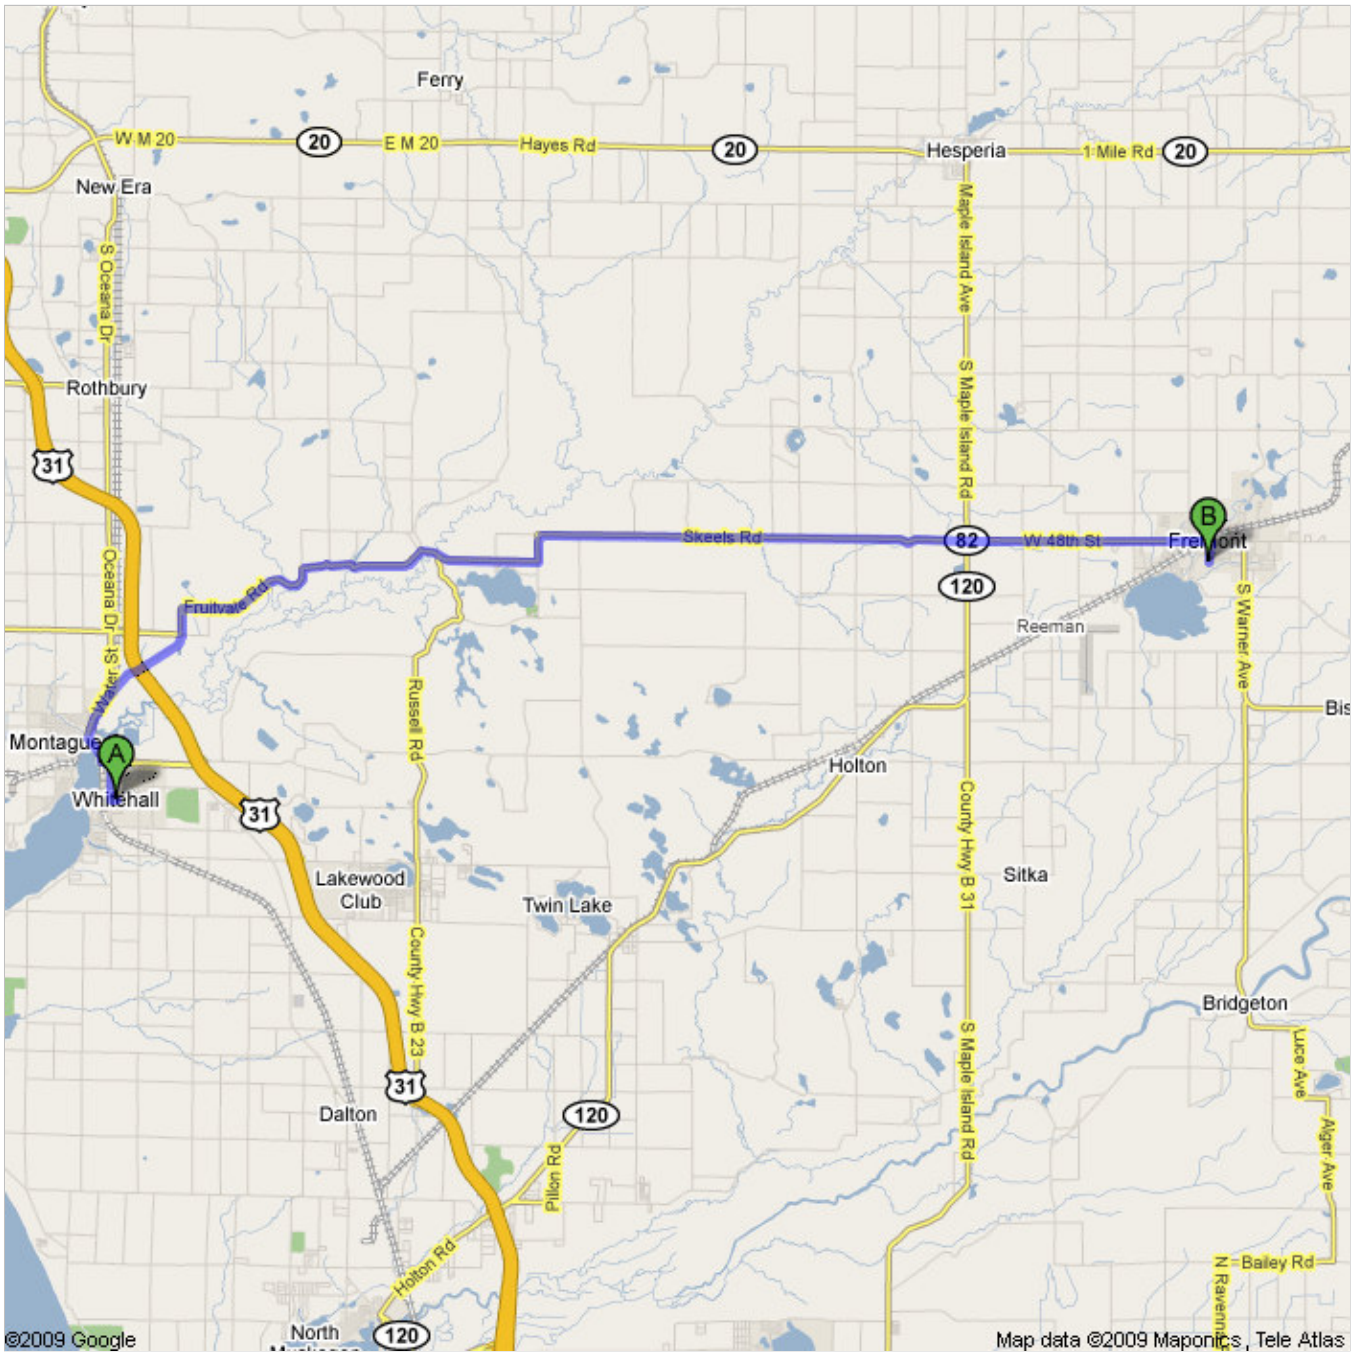 Ferry
W M 20
20
E M 20
Hayes Rd
20
Hesperia
1 Mile Rd
20
New Era
S Oceana Dr
Maple Island Ave
Rothbury
S Maple Island Rd
31
B
Skeels Rd
82
W 48th St
Fremont
Oceana Dr
120
Fruitvale Rd
S Warner Ave
Reeman
Water St
Russell Rd
Bis
Montague
A
Holton
Whitehall
31
County Hwy B 31
Lakewood
Club
Sitka
Twin Lake
County Hwy B 23
Bridgeton
S Maple Island Rd
Luce Ave
31
Dalton
120
Alger Ave
Pillon Rd
Holton Rd
N Ravenna
Bailey Rd
©2009 Google
North
Muskegon
120
Map data ©2009 Maponics, Tele Atlas